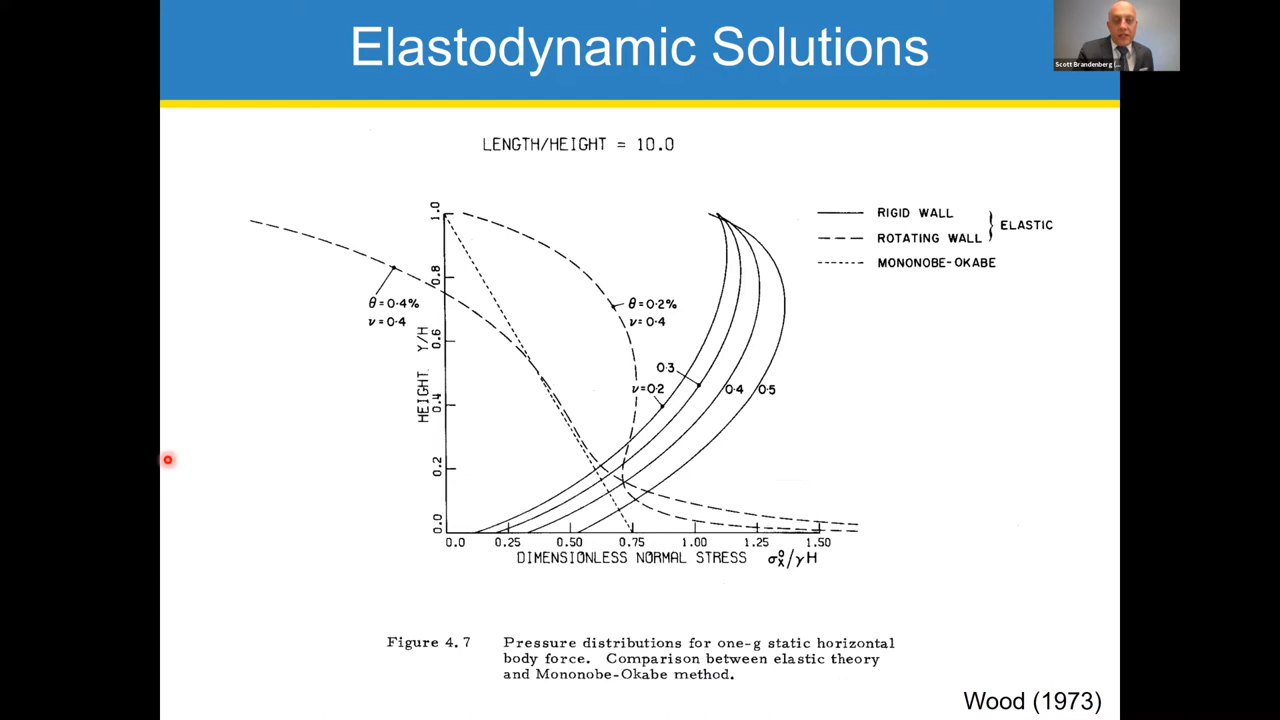 Elastodynamic Solutions
Scott Brandenberg (...
LENGTH/HEIGHT = 10.0
RIGID WALL
ROTATING WALL
ELASTIC
MONONOBE-OKABE
1.0
0.8
0.6
0.4
0.2
0.0
HEIGHT Y/H
θ=0.4%
ν=0.4
θ=0.2%
ν=0.4
0.3
ν=0.2
0.4
0.5
0.0 0.25 0.50 0.75 1.00 1.25 1.50
DIMENSIONLESS NORMAL STRESS σₓ⁰/γH
Figure 4.7 Pressure distributions for one-g static horizontal
body force. Comparison between elastic theory
and Mononobe-Okabe method.
Wood (1973)